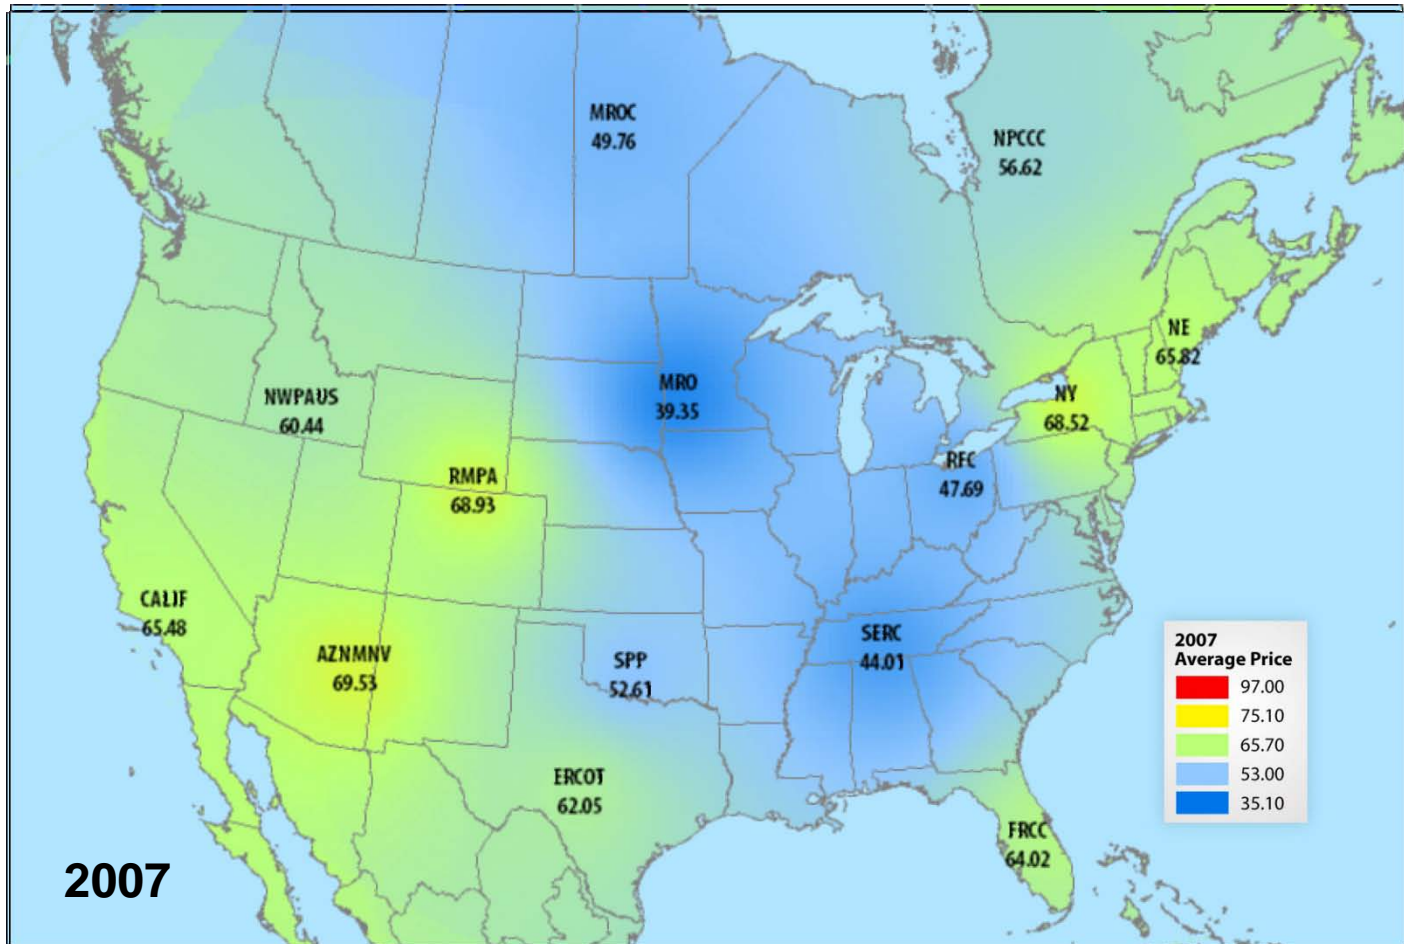 MROC
49.76
NPCCC
56.62
NE
65.82
MRO
39.35
NWPAUS
60.44
NY
68.52
RMPA
68.93
RFC
47.69
CALIF
65.48
AZNMNV
69.53
SPP
52.61
SERC
44.01
2007
Average Price
97.00
75.10
65.70
53.00
35.10
ERCOT
62.05
FRCC
64.02
2007